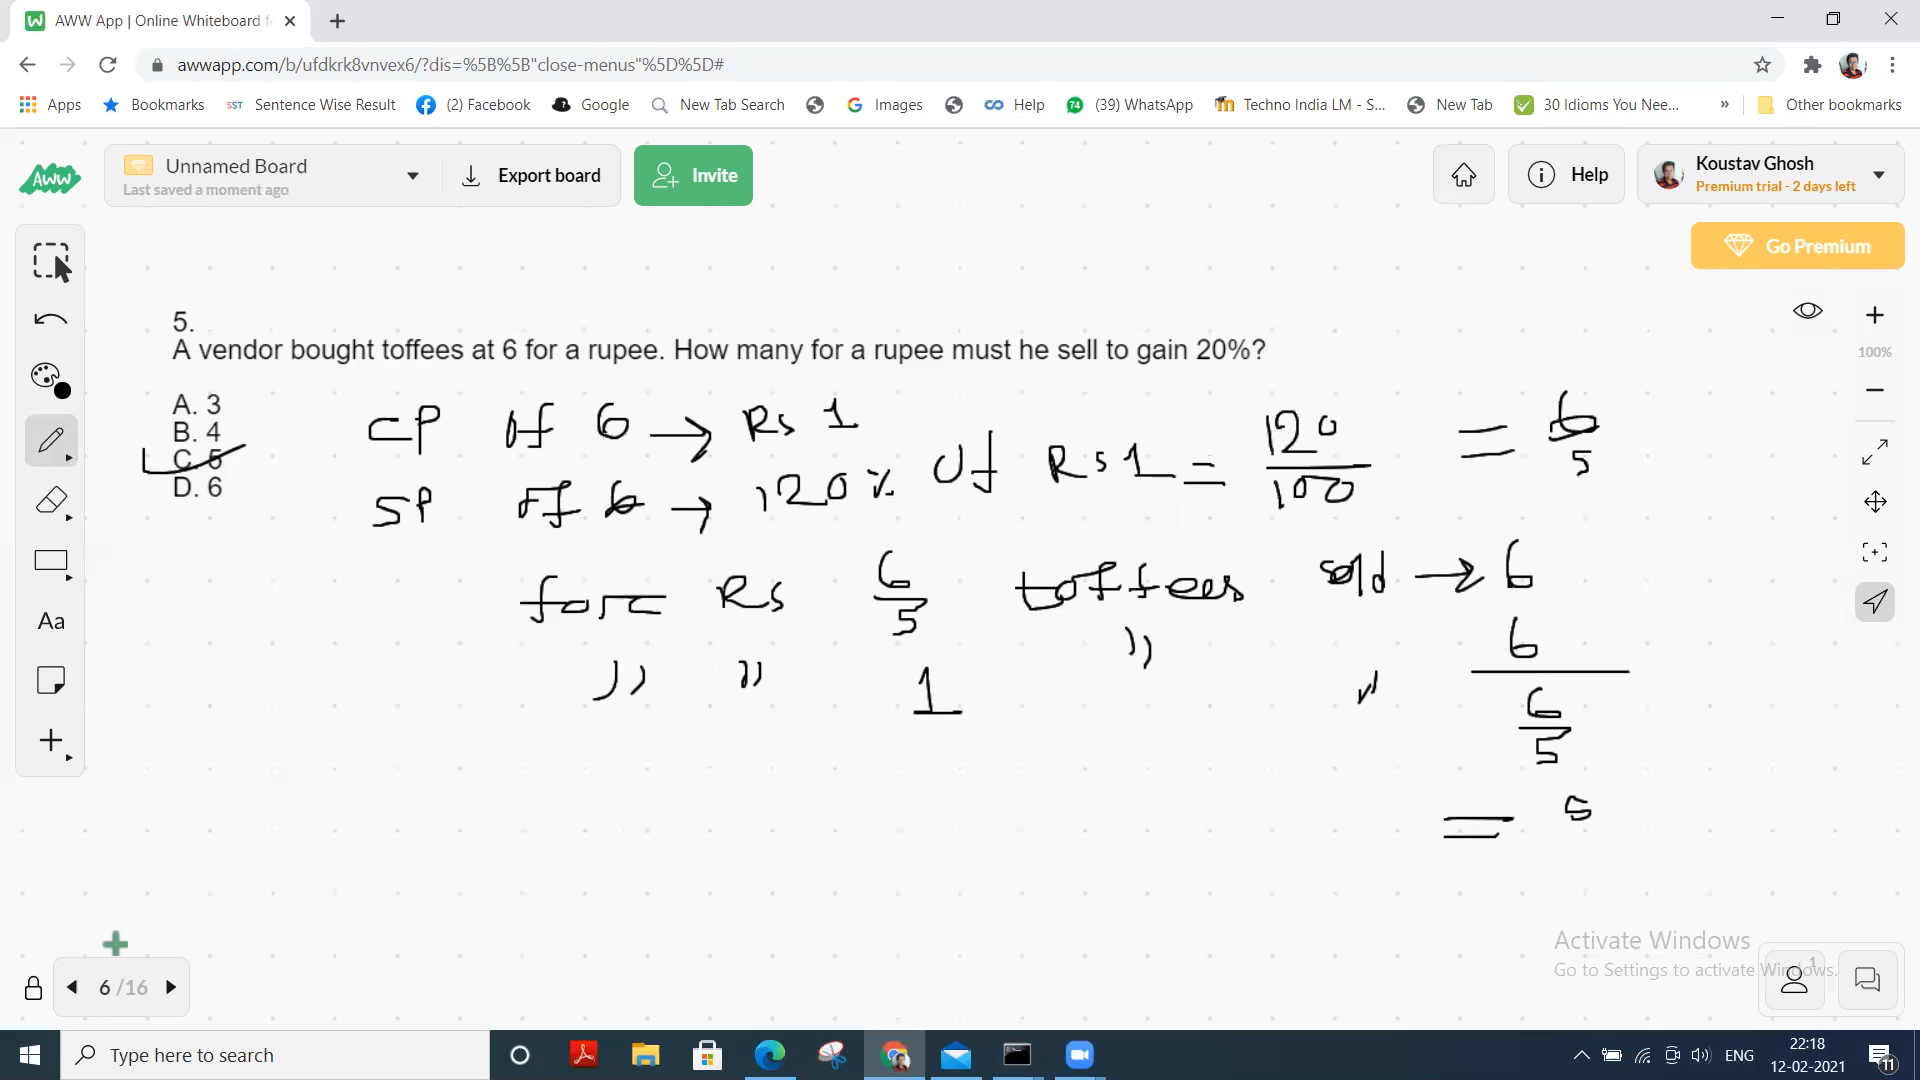 AWW App | Online Whiteboard f
awwapp.com/b/ufdkrk8vnvex6/?dis=%5B%5B"close-menus"%5D%5D#
Apps Bookmarks SST Sentence Wise Result (2) Facebook Google New Tab Search Images Help 74 (39) WhatsApp Techno India LM - S... New Tab 30 Idioms You Nee... » Other bookmarks
AWW Unnamed Board Export board Invite Help Koustav Ghosh
Last saved a moment ago Premium trial - 2 days left
Go Premium
100%
Aa
5.
A vendor bought toffees at 6 for a rupee. How many for a rupee must he sell to gain 20%?
A. 3
B. 4
C. 5
D. 6
CP of 6 → Rs 1
SP of 6 → 120% of Rs 1 = 120/100 = 6/5
for Rs 6/5 toffees sold → 6
" " 1 " " 6/(6/5)
= 5
Activate Windows
Go to Settings to activate Windows.
1
6 /16
Type here to search
ENG
22:18
12-02-2021
11